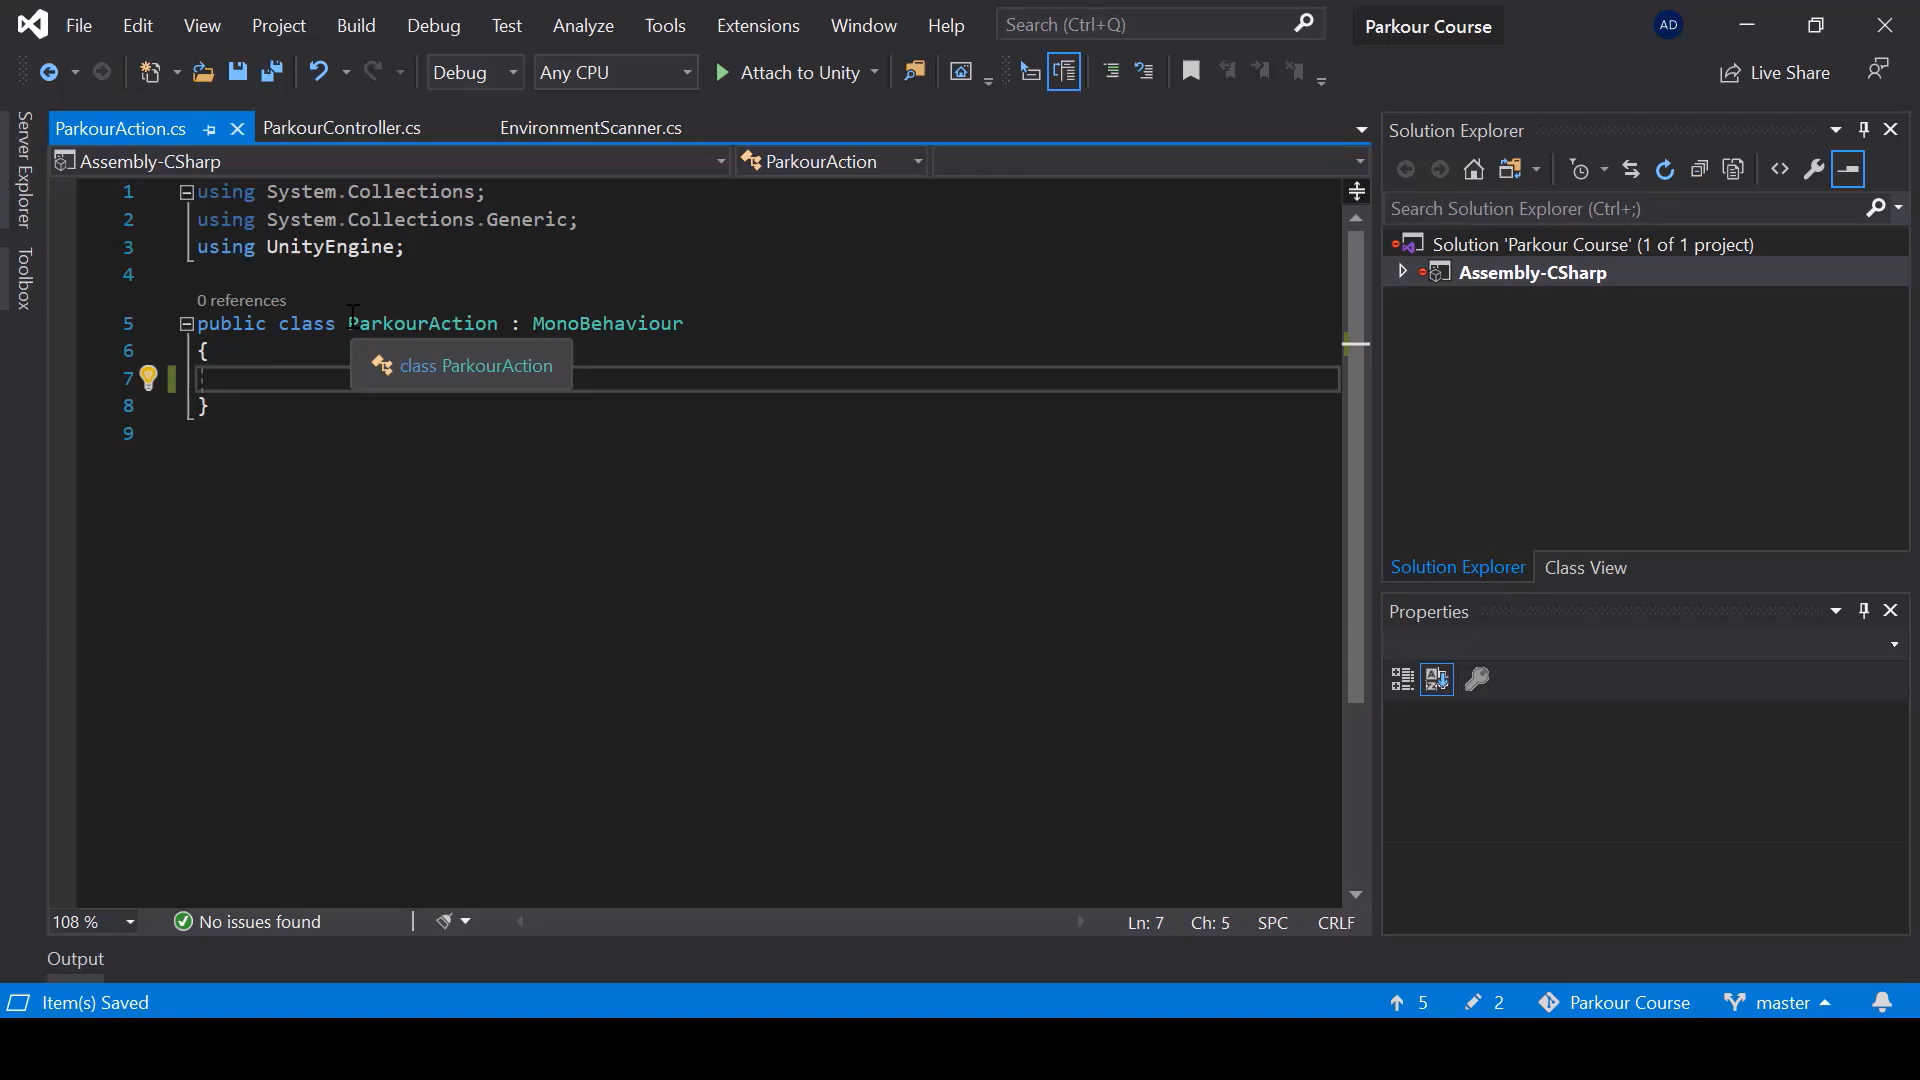 File Edit View Project Build Debug Test Analyze Tools Extensions Window Help Search (Ctrl+Q) Parkour Course AD
Debug Any CPU Attach to Unity Live Share
Server Explorer
Toolbox
ParkourAction.cs ParkourController.cs EnvironmentScanner.cs
Assembly-CSharp ParkourAction
1 using System.Collections;
2 using System.Collections.Generic;
3 using UnityEngine;
4
0 references
5 public class ParkourAction : MonoBehaviour
6 {
class ParkourAction
7
8 }
9
108 % No issues found Ln: 7 Ch: 5 SPC CRLF
Solution Explorer
Search Solution Explorer (Ctrl+;)
Solution 'Parkour Course' (1 of 1 project)
Assembly-CSharp
Solution Explorer Class View
Properties
Output
Item(s) Saved 5 2 Parkour Course master